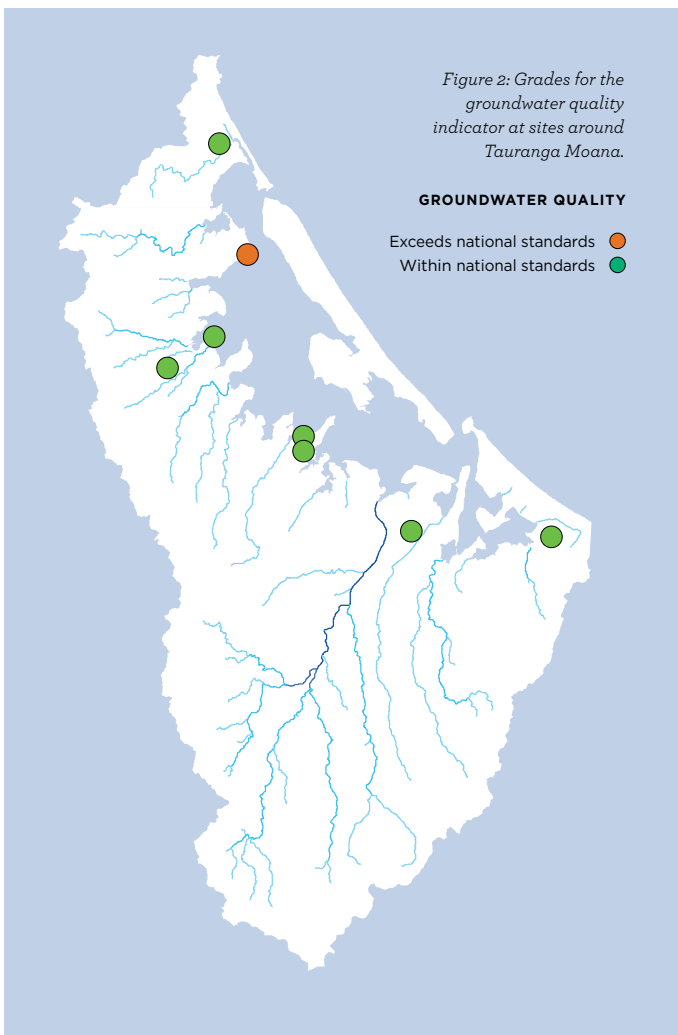 Figure 2: Grades for the
groundwater quality
indicator at sites around
Tauranga Moana.
GROUNDWATER QUALITY
Exceeds national standards
Within national standards